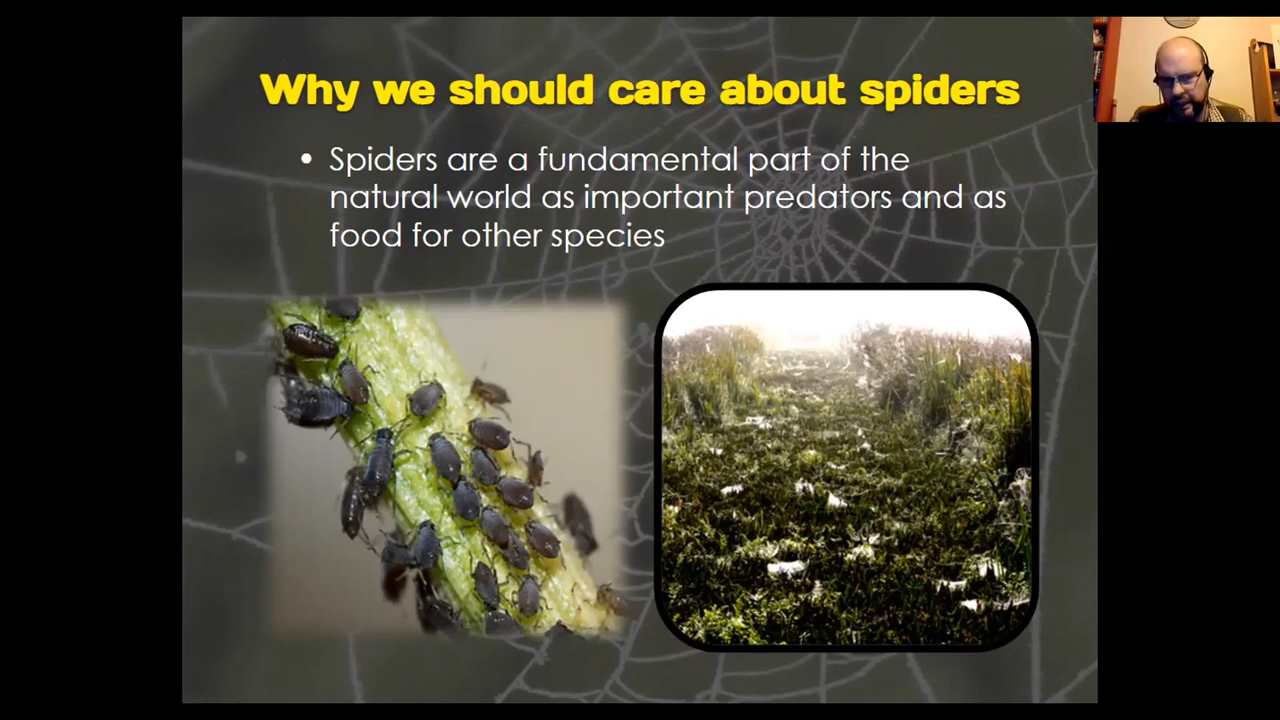 Why we should care about spiders
• Spiders are a fundamental part of the
natural world as important predators and as
food for other species